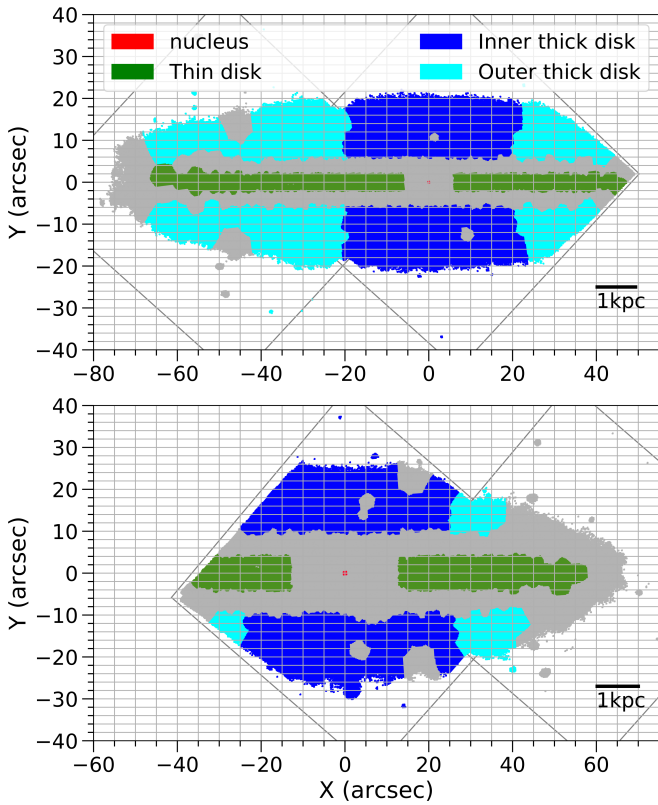 40
nucleus
Inner thick disk
30
Thin disk
Outer thick disk
20
10
0
−10
−20
−30
1kpc
−40
Y (arcsec)
−80 −60 −40 −20 0 20 40
40
30
20
10
0
−10
−20
−30
1kpc
−40
Y (arcsec)
−60 −40 −20 0 20 40 60
X (arcsec)